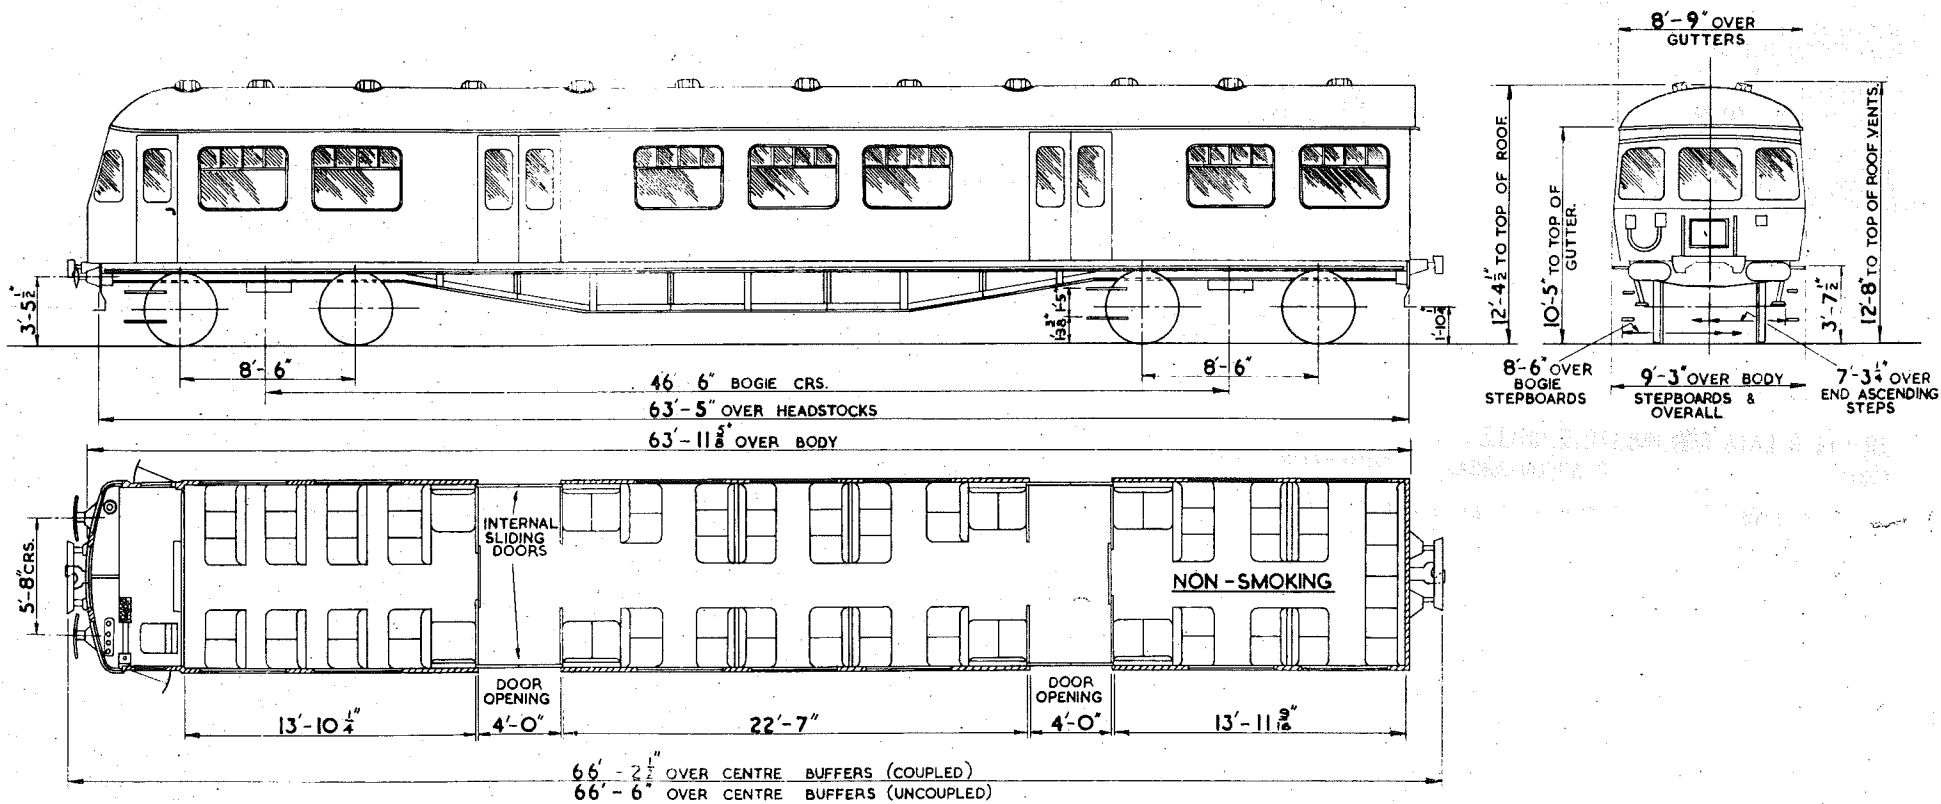 8'-9" OVER
GUTTERS
3'-5½"
8'-6"
46' 6" BOGIE CRS.
63'-5" OVER HEADSTOCKS
63'-11⅝" OVER BODY
1'-5"
8'-6"
1'-10¼"
12'-4½" TO TOP OF ROOF.
10'-5" TO TOP OF
GUTTER.
3'-7½"
12'-8" TO TOP OF ROOF VENTS.
8'-6" OVER
BOGIE
STEPBOARDS
9'-3" OVER BODY
STEPBOARDS &
OVERALL
7'-3¼" OVER
END ASCENDING
STEPS
5'-8" CRS.
INTERNAL
SLIDING
DOORS
NON-SMOKING
DOOR
OPENING
DOOR
OPENING
13'-10¼"
4'-0"
22'-7"
4'-0"
13'-11 9/16"
66' - 2½" OVER CENTRE BUFFERS (COUPLED)
66'-6" OVER CENTRE BUFFERS (UNCOUPLED)